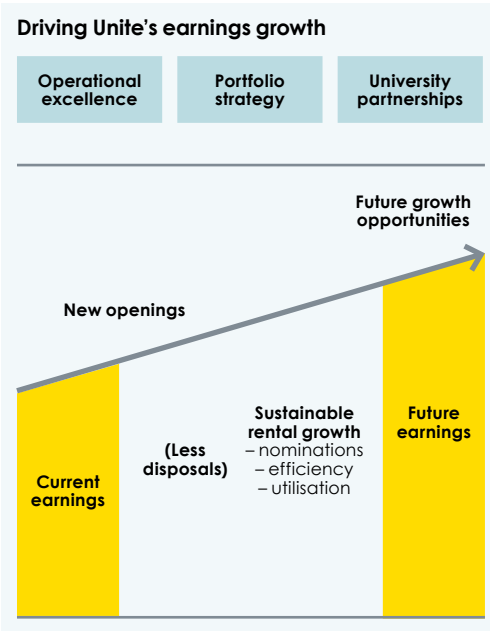 Driving Unite's earnings growth
Operational
excellence
Portfolio
strategy
University
partnerships
Future growth
opportunities
New openings
Sustainable
rental growth
– nominations
– efficiency
– utilisation
(Less
disposals)
Future
earnings
Current
earnings